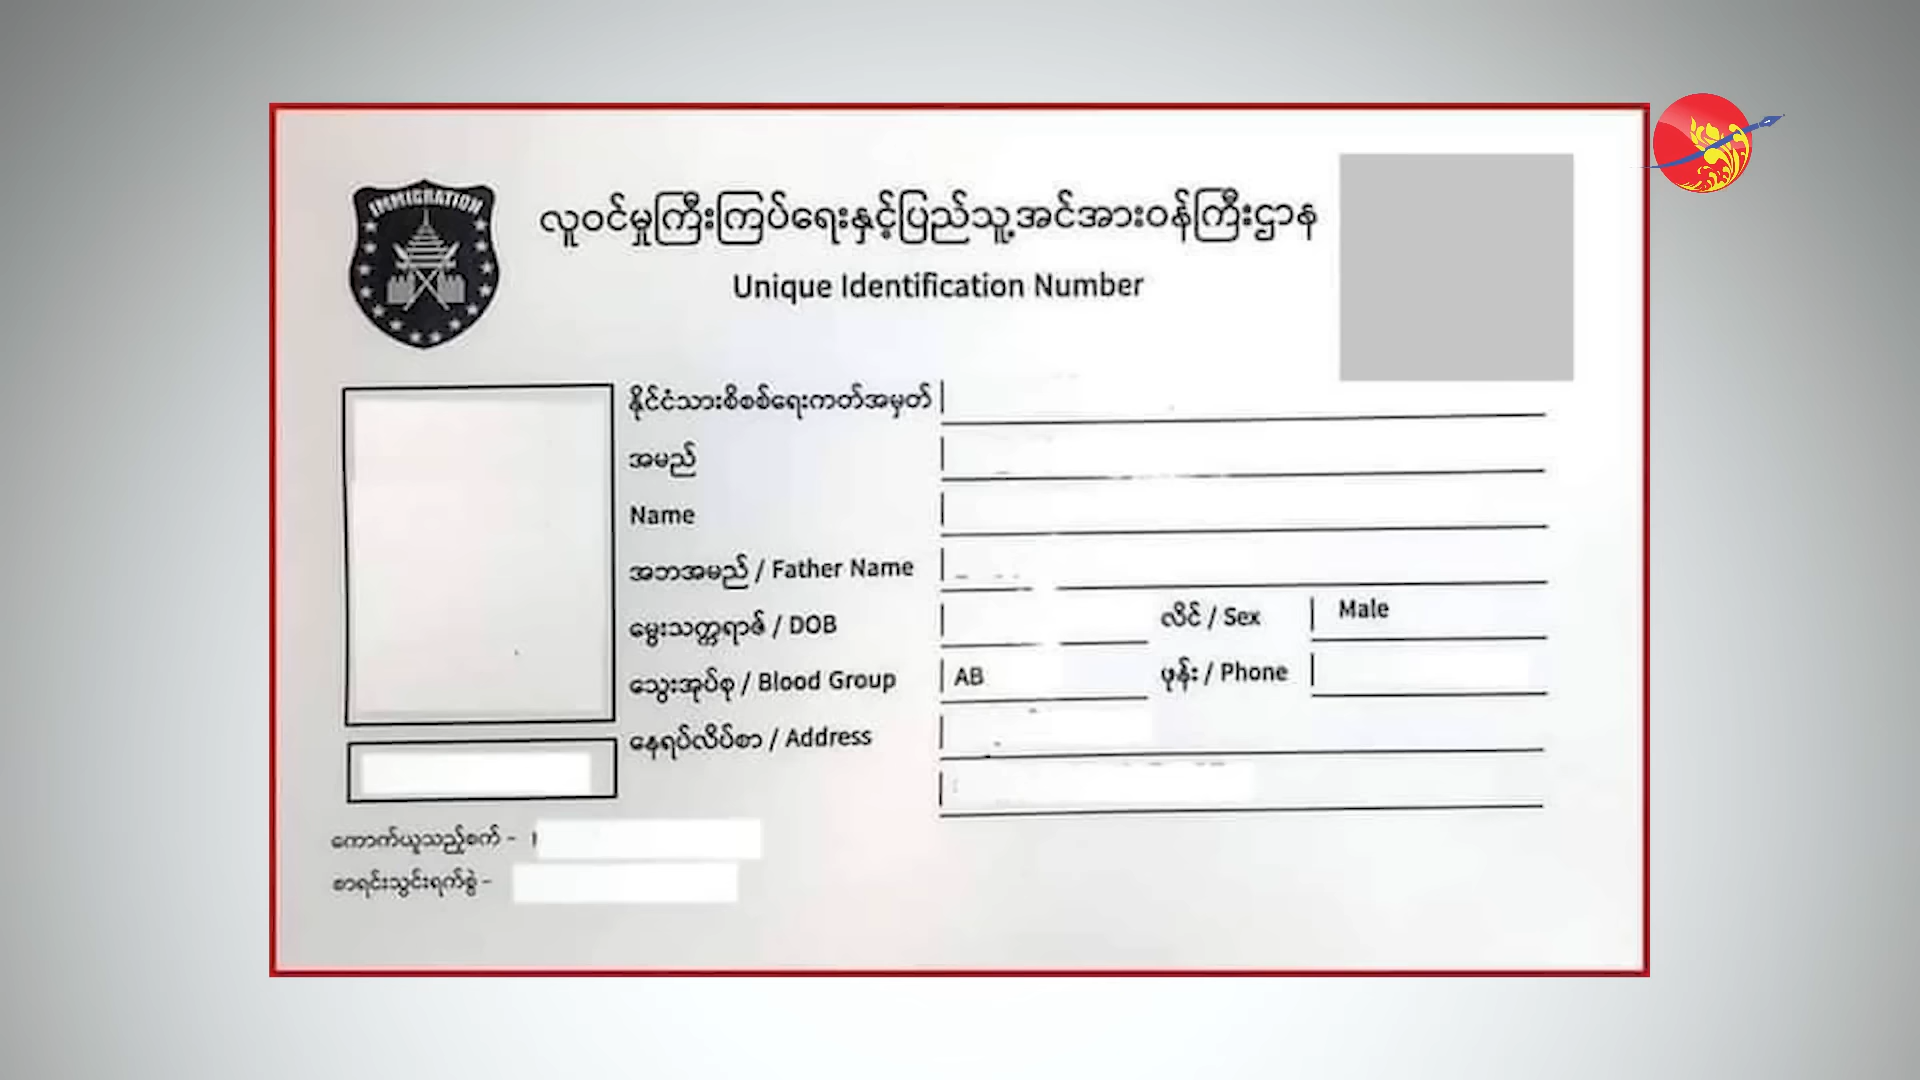 IMMIGRATION
လူဝင်မှုကြီးကြပ်ရေးနှင့်ပြည်သူ့အင်အားဝန်ကြီးဌာန
Unique Identification Number
နိုင်ငံသားစိစစ်ရေးကတ်အမှတ်
အမည်
Name
အဘအမည် / Father Name
မွေးသက္ကရာဇ် / DOB
လိင် / Sex Male
သွေးအုပ်စု / Blood Group AB
ဖုန်း / Phone
နေရပ်လိပ်စာ / Address
ကောက်ယူသည့်စက် -
စာရင်းသွင်းရက်စွဲ -